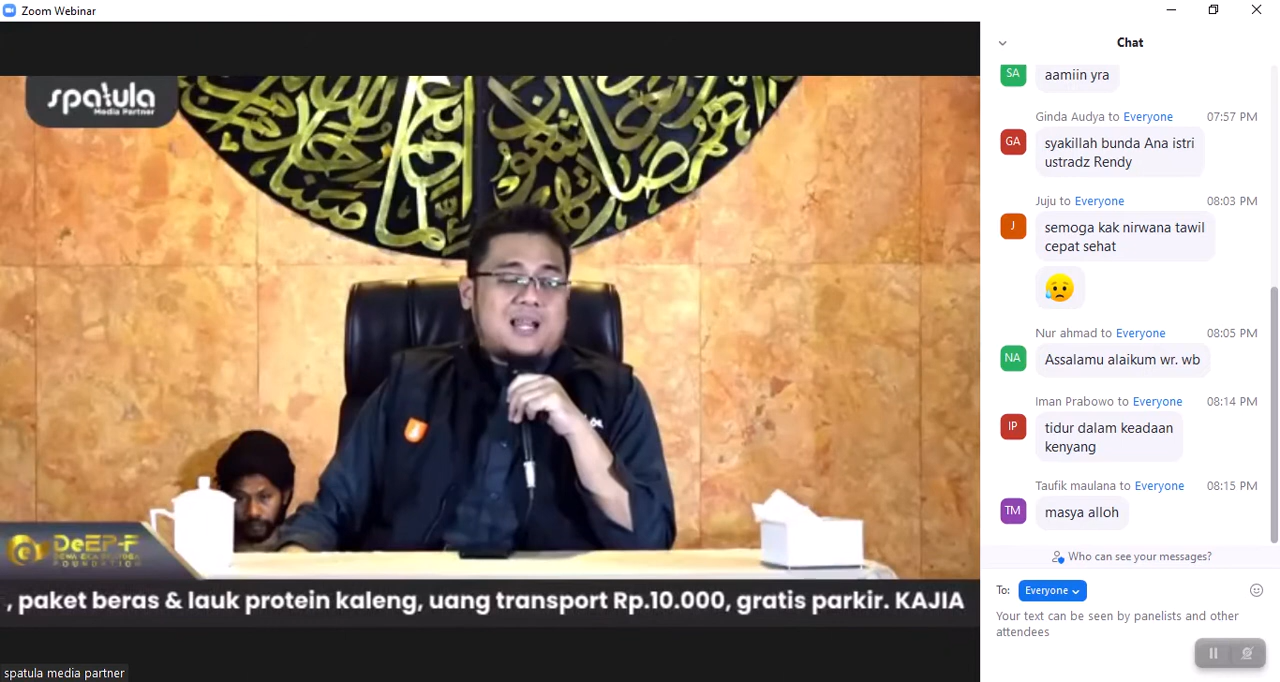 Zoom Webinar
spatula
Media Partner
DeEP-F
FOUNDATION
, paket beras & lauk protein kaleng, uang transport Rp.10.000, gratis parkir. KAJIA
spatula media partner
Chat
SA
aamiin yra
Ginda Audya to Everyone 07:57 PM
GA
syakillah bunda Ana istri
ustradz Rendy
Juju to Everyone 08:03 PM
J
semoga kak nirwana tawil
cepat sehat
Nur ahmad to Everyone 08:05 PM
NA
Assalamu alaikum wr. wb
Iman Prabowo to Everyone 08:14 PM
IP
tidur dalam keadaan
kenyang
Taufik maulana to Everyone 08:15 PM
TM
masya alloh
Who can see your messages?
To: Everyone
Your text can be seen by panelists and other
attendees